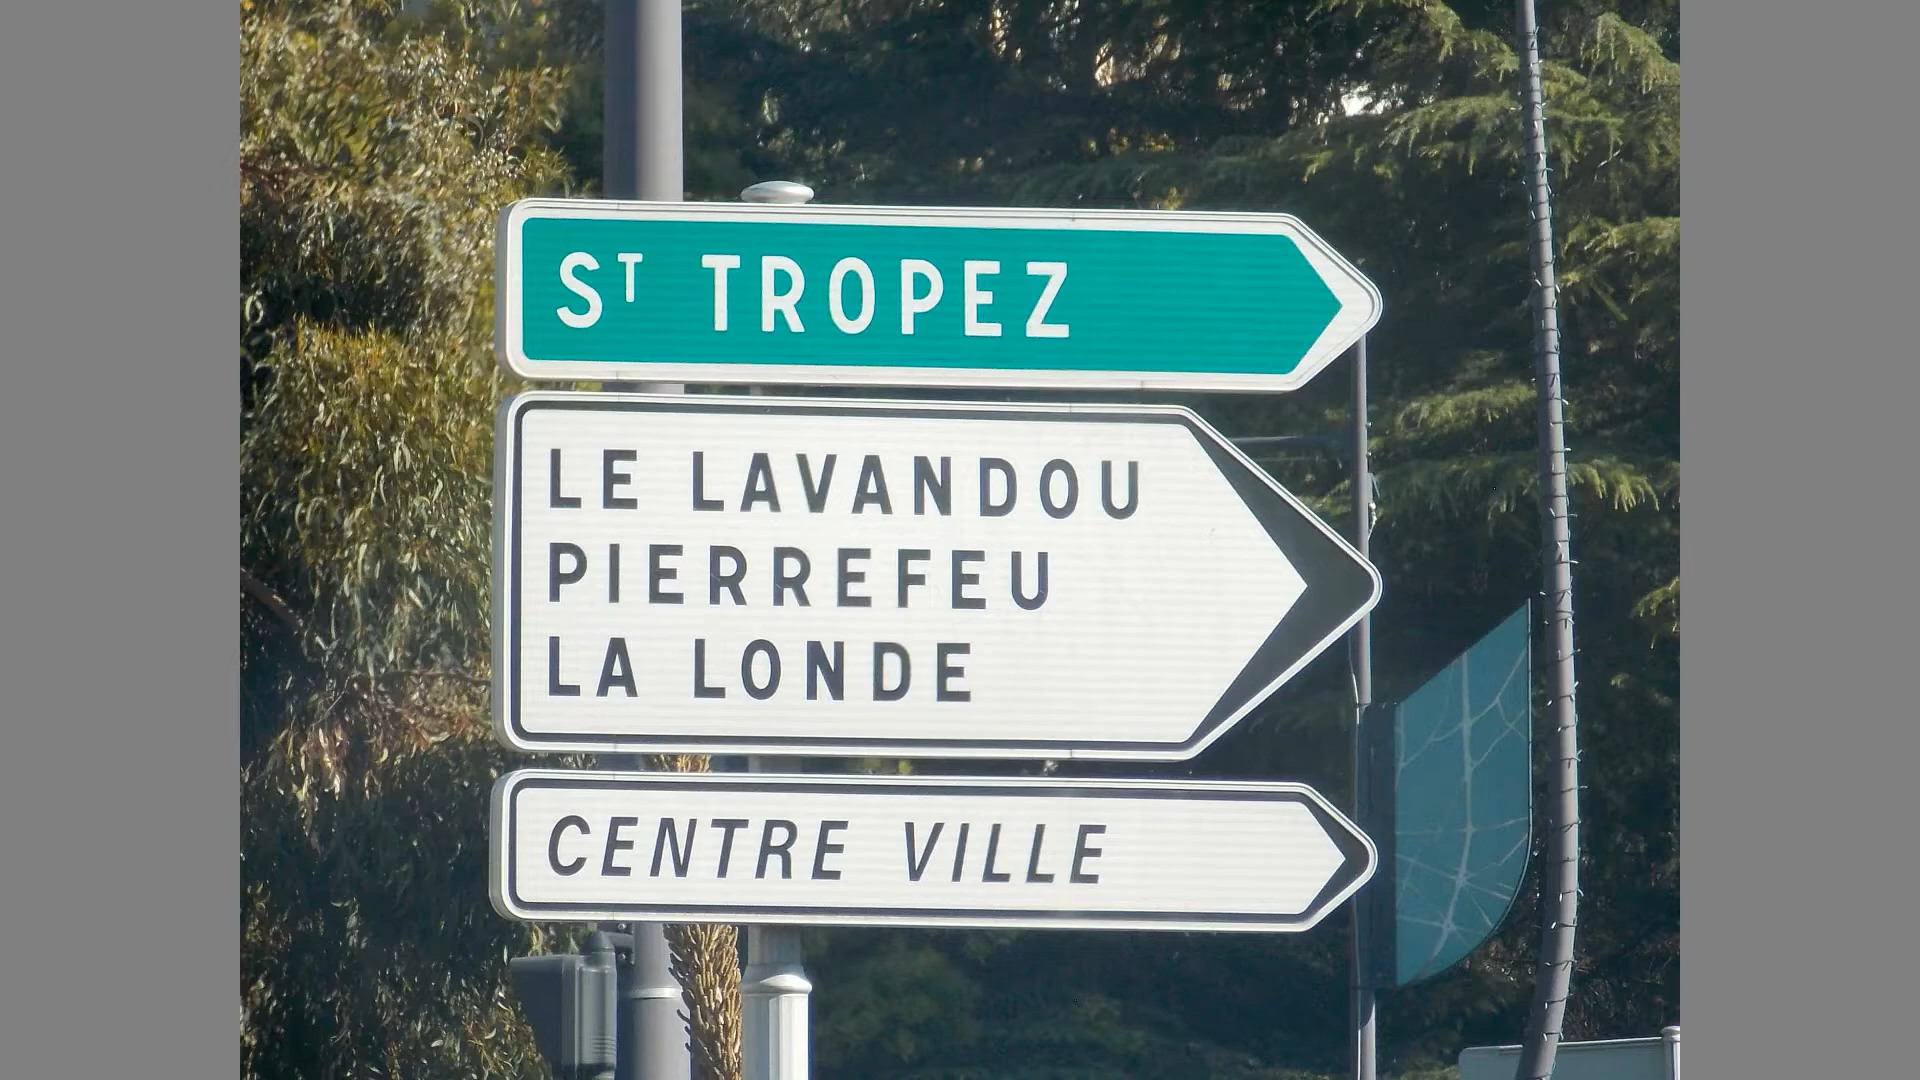 ST TROPEZ
LE LAVANDOU
PIERREFEU
LA LONDE
CENTRE VILLE